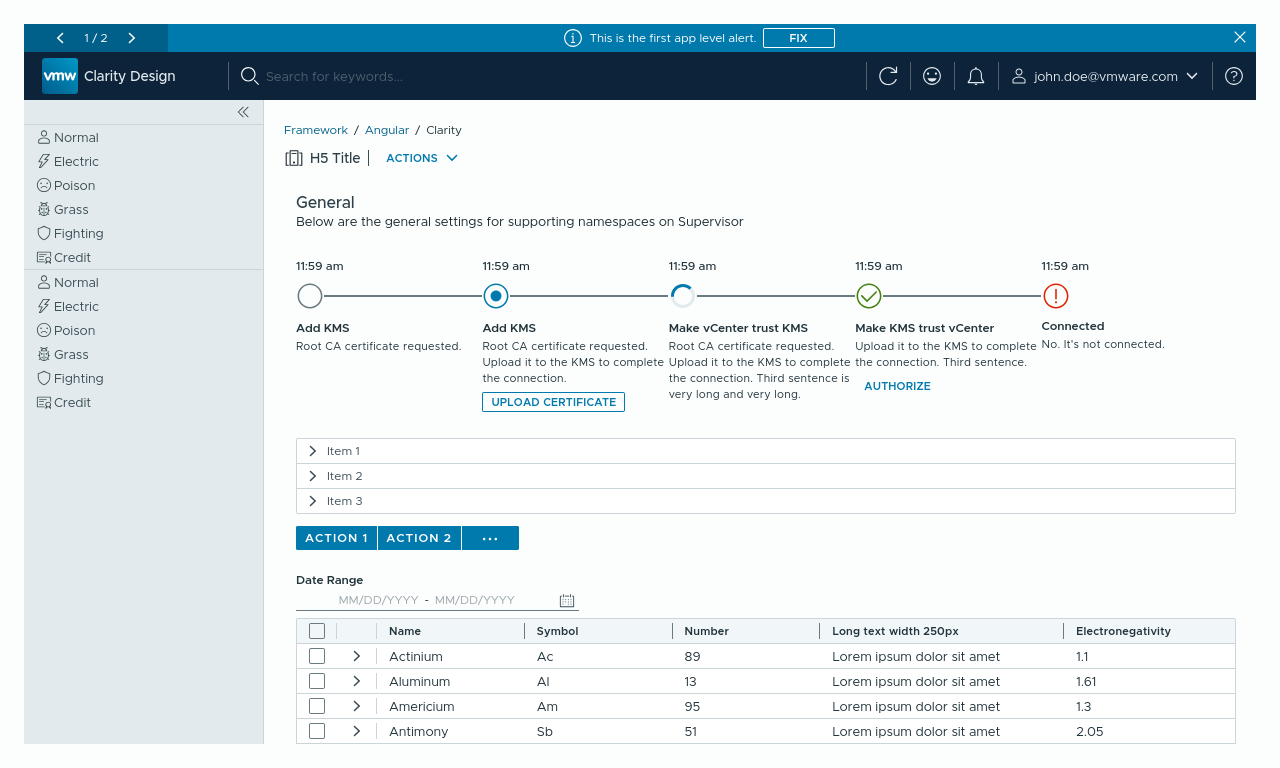 1 / 2
This is the first app level alert.
FIX
vmw Clarity Design
Search for keywords...
john.doe@vmware.com
Normal
Electric
Poison
Grass
Fighting
Credit
Normal
Electric
Poison
Grass
Fighting
Credit
Framework / Angular / Clarity
H5 Title
ACTIONS
General
Below are the general settings for supporting namespaces on Supervisor
11:59 am
Add KMS
Root CA certificate requested.
11:59 am
Add KMS
Root CA certificate requested.
Upload it to the KMS to complete
the connection.
UPLOAD CERTIFICATE
11:59 am
Make vCenter trust KMS
Root CA certificate requested.
Upload it to the KMS to complete
the connection. Third sentence is
very long and very long.
11:59 am
Make KMS trust vCenter
Upload it to the KMS to complete
the connection. Third sentence.
AUTHORIZE
11:59 am
Connected
No. It's not connected.
Item 1
Item 2
Item 3
ACTION 1 ACTION 2 ...
Date Range
MM/DD/YYYY - MM/DD/YYYY
Name Symbol Number Long text width 250px Electronegativity
Actinium Ac 89 Lorem ipsum dolor sit amet 1.1
Aluminum Al 13 Lorem ipsum dolor sit amet 1.61
Americium Am 95 Lorem ipsum dolor sit amet 1.3
Antimony Sb 51 Lorem ipsum dolor sit amet 2.05